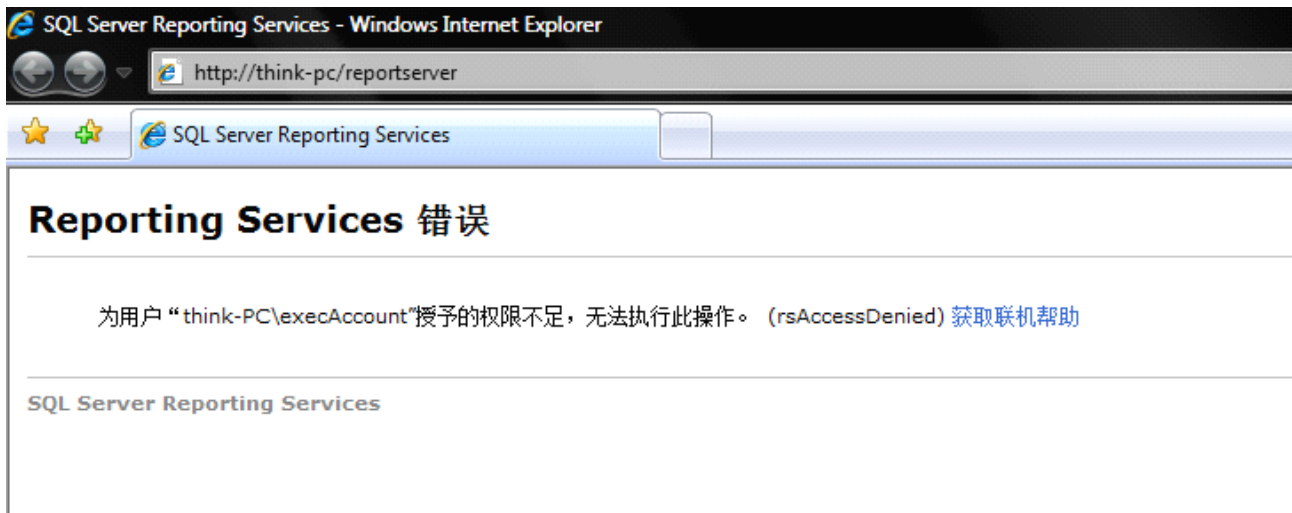 SQL Server Reporting Services - Windows Internet Explorer
http://think-pc/reportserver
SQL Server Reporting Services
Reporting Services 错误
为用户“think-PC\execAccount”授予的权限不足，无法执行此操作。 (rsAccessDenied) 获取联机帮助
SQL Server Reporting Services